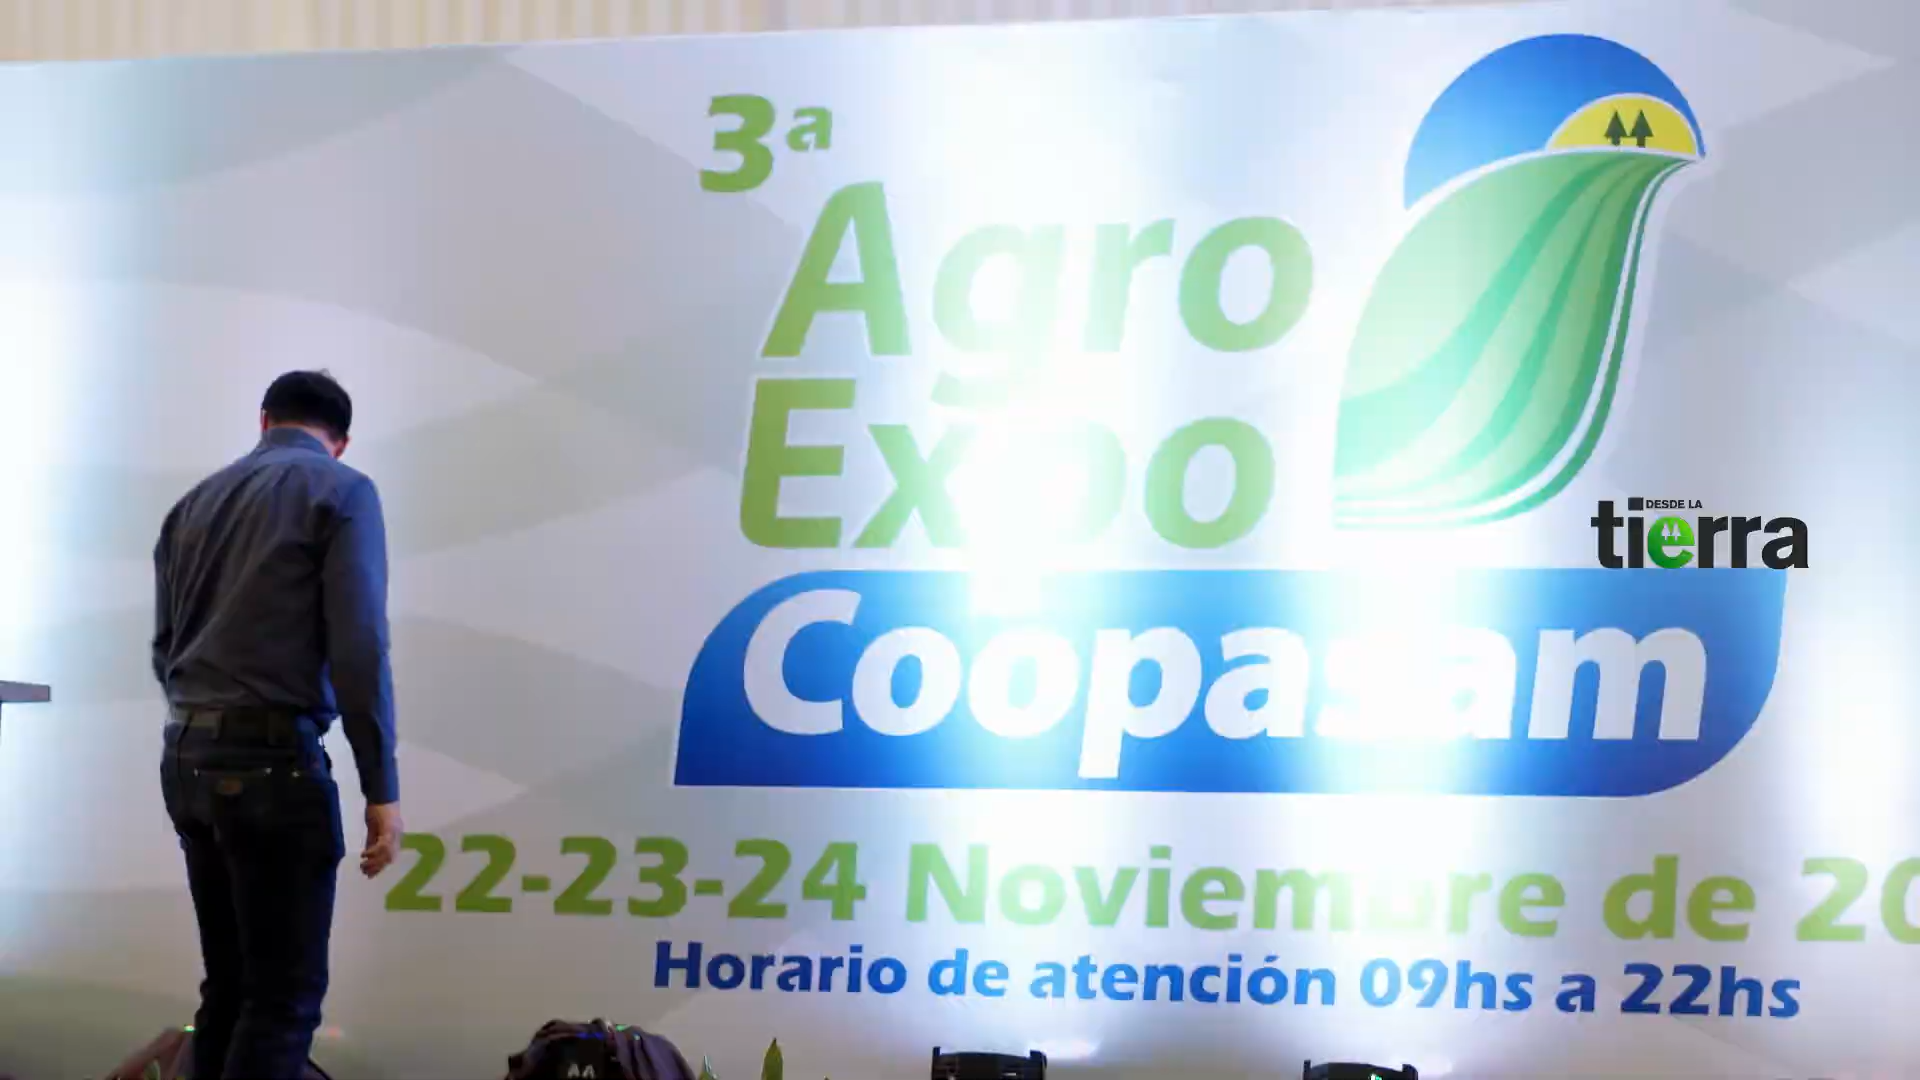 3ª
Agro
Expo
DESDE LA
tierra
Coopasam
22-23-24 Noviembre de 20
Horario de atención 09hs a 22hs